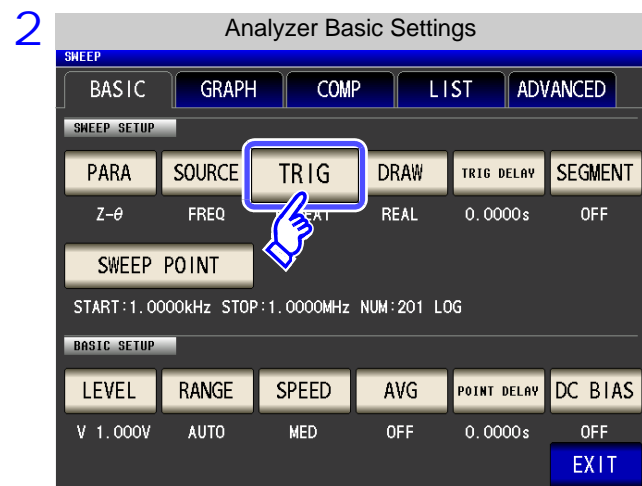 2
Analyzer Basic Settings
SWEEP
BASIC GRAPH COMP LIST ADVANCED
SWEEP SETUP
PARA SOURCE TRIG DRAW TRIG DELAY SEGMENT
Z-θ FREQ REAL 0.0000s OFF
SWEEP POINT
START:1.0000kHz STOP:1.0000MHz NUM:201 LOG
BASIC SETUP
LEVEL RANGE SPEED AVG POINT DELAY DC BIAS
V 1.000V AUTO MED OFF 0.0000s OFF
EXIT